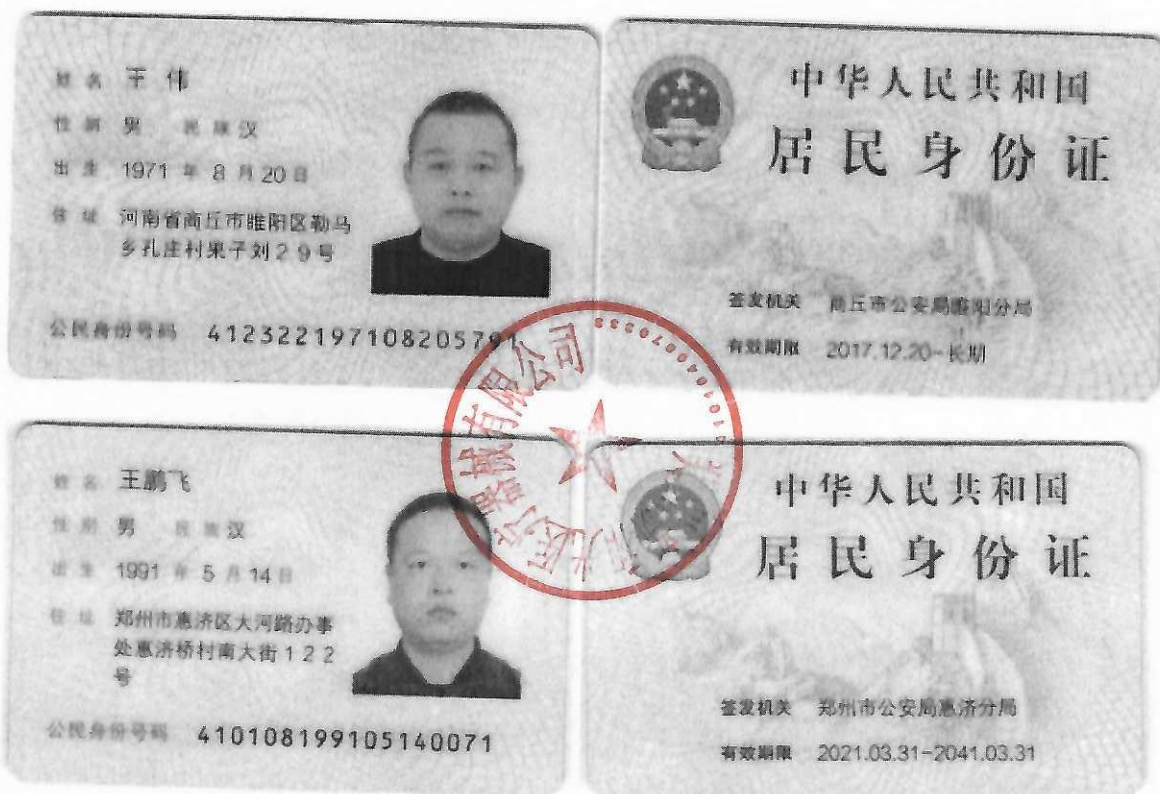 姓名 王伟
性别 男 民族 汉
出生 1971 年 8 月 20 日
住址 河南省商丘市睢阳区勒马
乡孔庄村果子刘29号
公民身份号码 412322197108205791
中华人民共和国
居民身份证
签发机关 商丘市公安局睢阳分局
有效期限 2017.12.20-长期
医疗器械有限公司
姓名 王鹏飞
性别 男 民族 汉
出生 1991 年 5 月 14 日
住址 郑州市惠济区大河路办事
处惠济桥村南大街122
号
公民身份号码 410108199105140071
中华人民共和国
居民身份证
签发机关 郑州市公安局惠济分局
有效期限 2021.03.31-2041.03.31